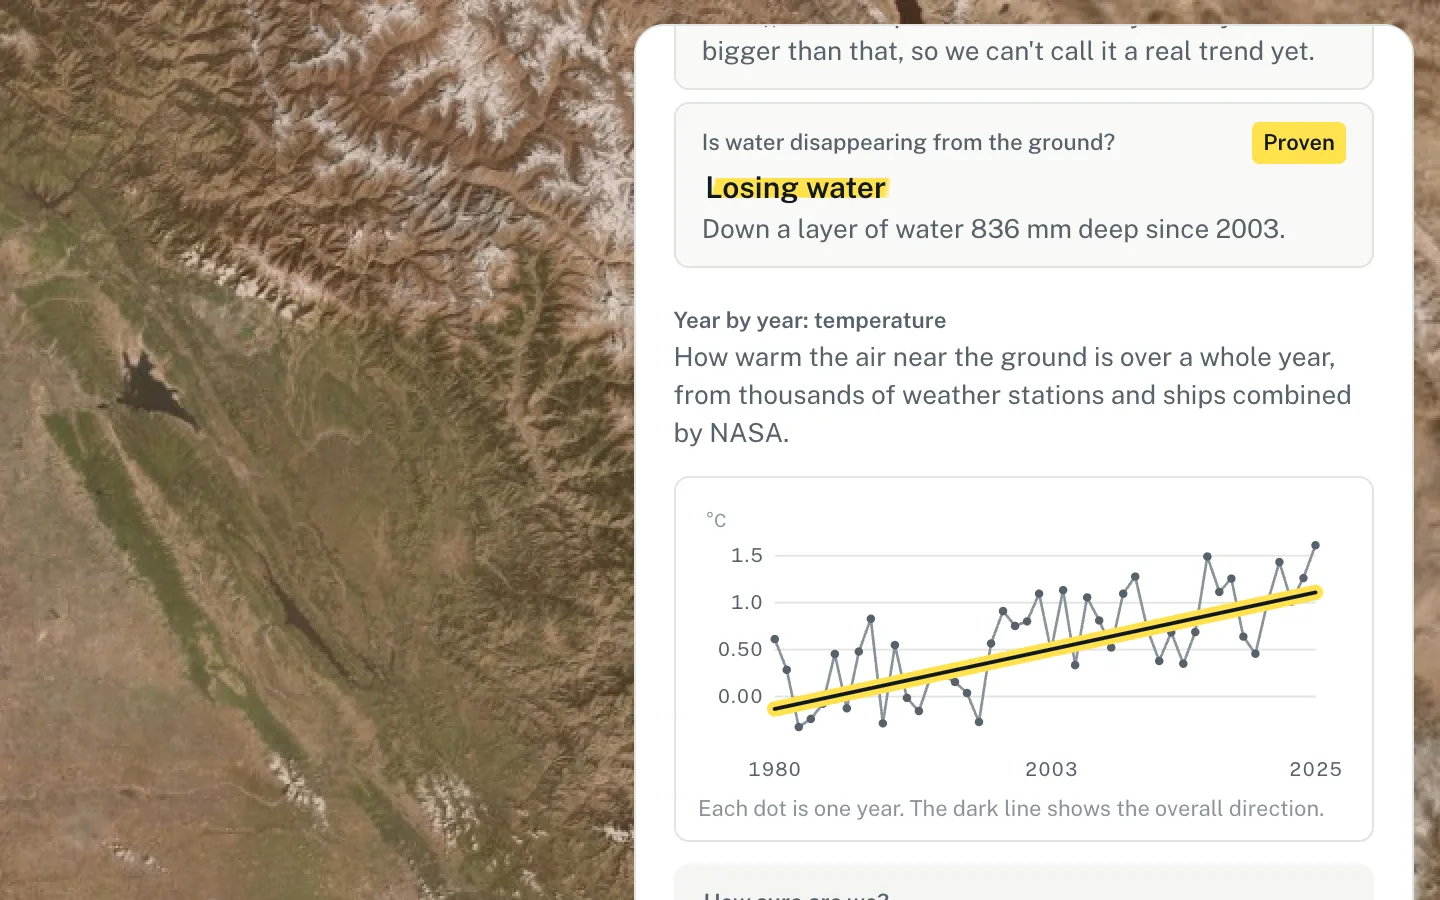 bigger than that, so we can't call it a real trend yet.
Is water disappearing from the ground?
Proven
Losing water
Down a layer of water 836 mm deep since 2003.
Year by year: temperature
How warm the air near the ground is over a whole year,
from thousands of weather stations and ships combined
by NASA.
°C
1.5
1.0
0.50
0.00
1980
2003
2025
Each dot is one year. The dark line shows the overall direction.
How sure are we?